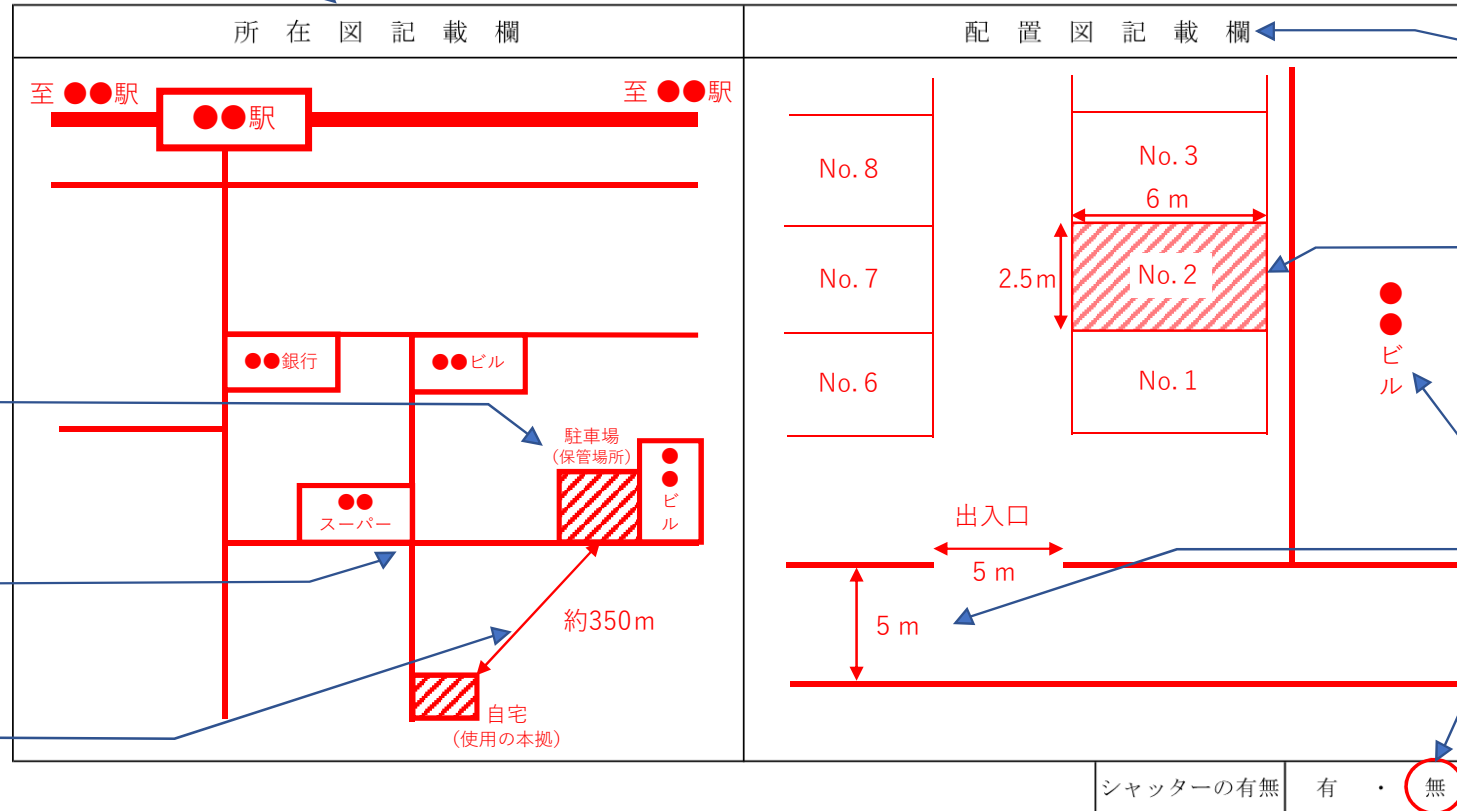 所在図記載欄
至 ●●駅
●●駅
至 ●●駅
●●銀行
●●ビル
駐車場
(保管場所)
●●ビル
●●
スーパー
約350m
自宅
(使用の本拠)
配置図記載欄
No. 8
No. 7
No. 6
No. 3
6 m
2.5m
No. 2
No. 1
●●ビル
出入口
5 m
5 m
シャッターの有無 有 ・ 無